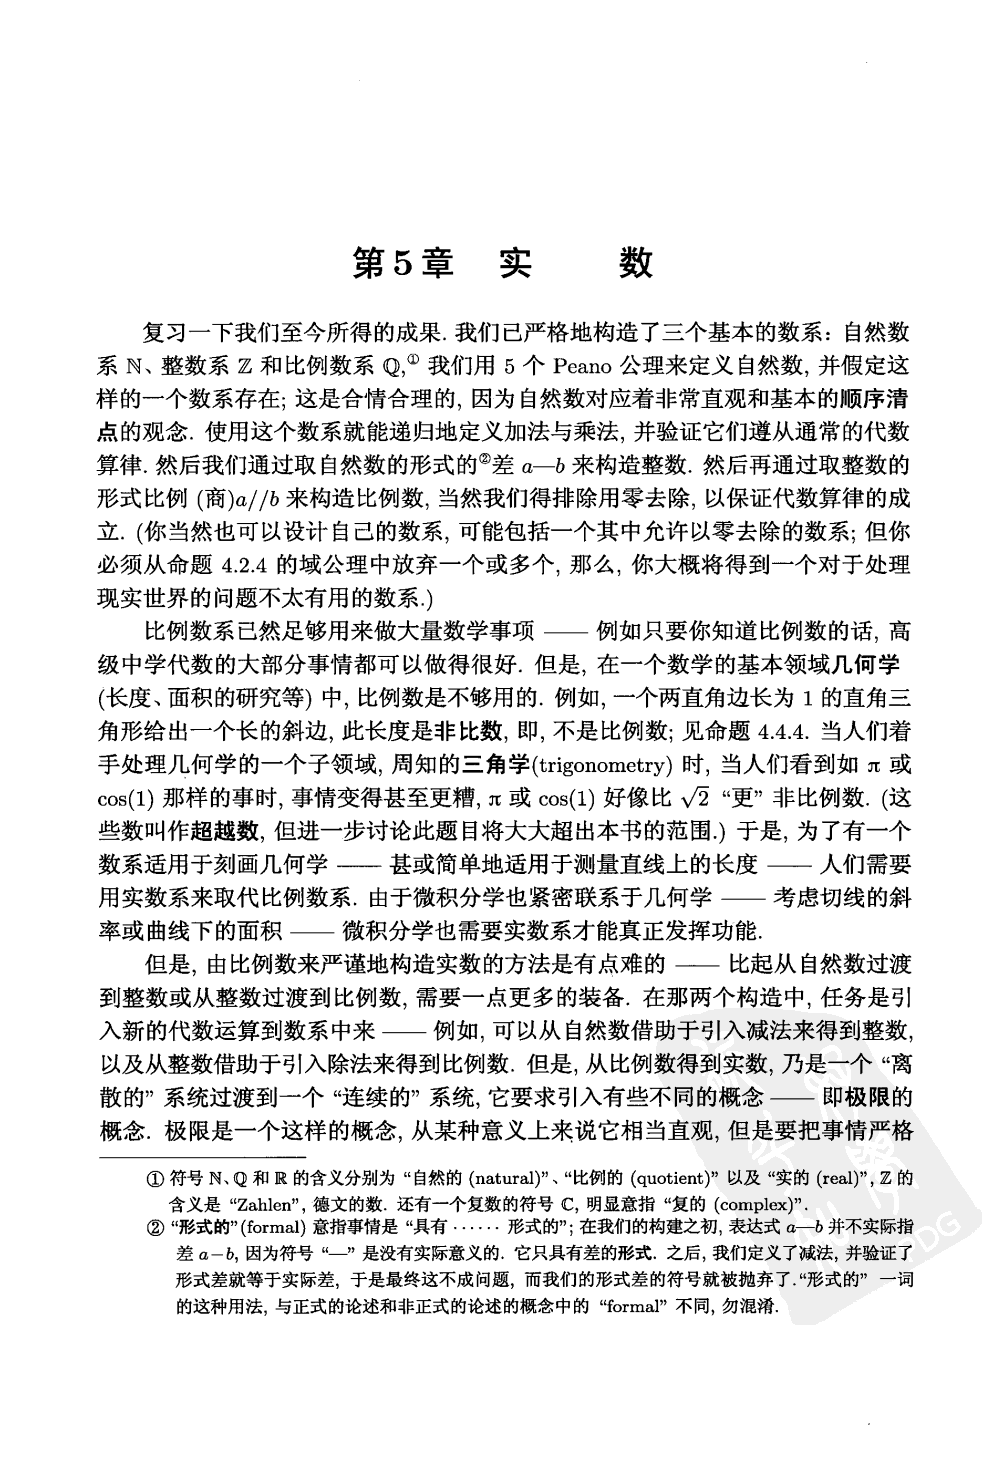 第5章 实 数
复习一下我们至今所得的成果. 我们已严格地构造了三个基本的数系: 自然数
系 ℕ、整数系 ℤ 和比例数系 ℚ,① 我们用 5 个 Peano 公理来定义自然数, 并假定这
样的一个数系存在; 这是合情合理的, 因为自然数对应着非常直观和基本的顺序清
点的观念. 使用这个数系就能递归地定义加法与乘法, 并验证它们遵从通常的代数
算律. 然后我们通过取自然数的形式的②差 a—b 来构造整数. 然后再通过取整数的
形式比例 (商)a//b 来构造比例数, 当然我们得排除用零去除, 以保证代数算律的成
立. (你当然也可以设计自己的数系, 可能包括一个其中允许以零去除的数系; 但你
必须从命题 4.2.4 的域公理中放弃一个或多个, 那么, 你大概将得到一个对于处理
现实世界的问题不太有用的数系.)
比例数系已然足够用来做大量数学事项 —— 例如只要你知道比例数的话, 高
级中学代数的大部分事情都可以做得很好. 但是, 在一个数学的基本领域几何学
(长度、面积的研究等) 中, 比例数是不够用的. 例如, 一个两直角边长为 1 的直角三
角形给出一个长的斜边, 此长度是非比数, 即, 不是比例数; 见命题 4.4.4. 当人们着
手处理几何学的一个子领域, 周知的三角学(trigonometry) 时, 当人们看到如 π 或
cos(1) 那样的事时, 事情变得甚至更糟, π 或 cos(1) 好像比 √2 “更” 非比例数. (这
些数叫作超越数, 但进一步讨论此题目将大大超出本书的范围.) 于是, 为了有一个
数系适用于刻画几何学 —— 甚或简单地适用于测量直线上的长度 —— 人们需要
用实数系来取代比例数系. 由于微积分学也紧密联系于几何学 —— 考虑切线的斜
率或曲线下的面积 —— 微积分学也需要实数系才能真正发挥功能.
但是, 由比例数来严谨地构造实数的方法是有点难的 —— 比起从自然数过渡
到整数或从整数过渡到比例数, 需要一点更多的装备. 在那两个构造中, 任务是引
入新的代数运算到数系中来 —— 例如, 可以从自然数借助于引入减法来得到整数,
以及从整数借助于引入除法来得到比例数. 但是, 从比例数得到实数, 乃是一个 “离
散的” 系统过渡到一个 “连续的” 系统, 它要求引入有些不同的概念 —— 即极限的
概念. 极限是一个这样的概念, 从某种意义上来说它相当直观, 但是要把事情严格
① 符号 ℕ、ℚ 和 ℝ 的含义分别为 “自然的 (natural)”、“比例的 (quotient)” 以及 “实的 (real)”, ℤ 的
含义是 “Zahlen”, 德文的数. 还有一个复数的符号 ℂ, 明显意指 “复的 (complex)”.
② “形式的”(formal) 意指事情是 “具有 …… 形式的”; 在我们的构建之初, 表达式 a—b 并不实际指
差 a−b, 因为符号 “—” 是没有实际意义的. 它只具有差的形式. 之后, 我们定义了减法, 并验证了
形式差就等于实际差, 于是最终这不成问题, 而我们的形式差的符号就被抛弃了.“形式的” 一词
的这种用法, 与正式的论述和非正式的论述的概念中的 “formal” 不同, 勿混淆.